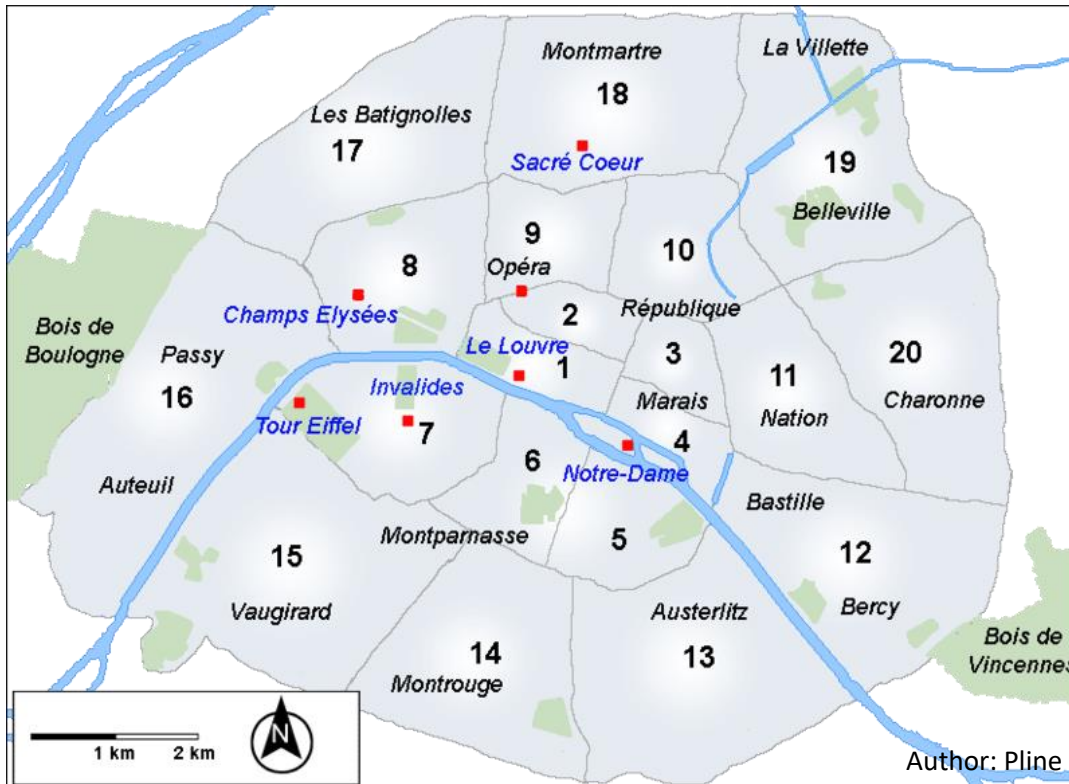 Montmartre
La Villette
18
Les Batignolles
17
Sacré Coeur
19
Belleville
9
8
10
Opéra
Champs Elysées
2
République
Bois de
Boulogne
Passy
Le Louvre
1
3
20
16
Invalides
11
Marais
Nation
Charonne
Tour Eiffel
7
4
6
Notre-Dame
Auteuil
Bastille
Montparnasse
5
15
12
Vaugirard
Austerlitz
Bercy
14
13
Bois de
Vincennes
Montrouge
N
1 km
2 km
Author: Pline